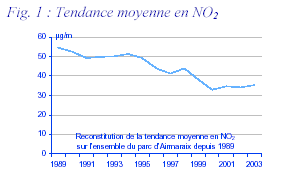 Fig. 1 : Tendance moyenne en NO2
µg/m
60
50
40
30
20
10
0
Reconstitution de la tendance moyenne en NO2
sur l'ensemble du parc d'Airmaraix depuis 1989
1989 1991 1993 1995 1997 1999 2001 2003